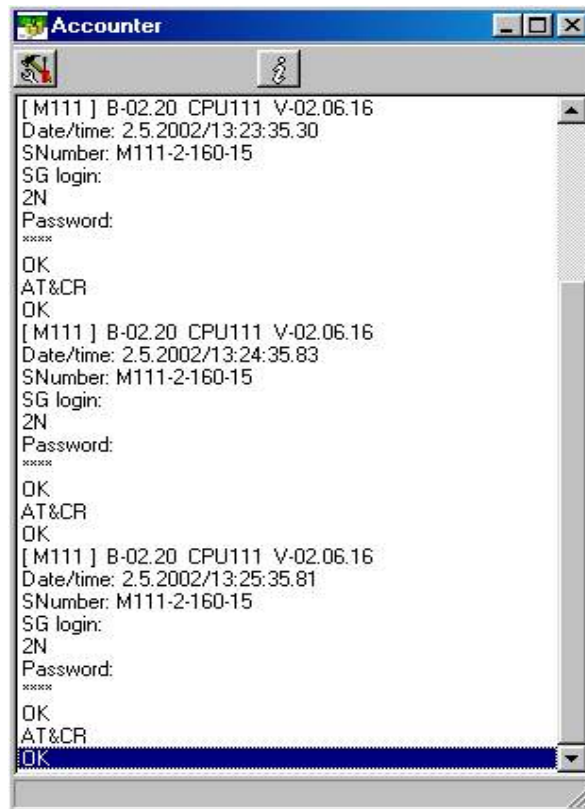 Accounter
[ M111 ] B-02.20 CPU111 V-02.06.16
Date/time: 2.5.2002/13:23:35.30
SNumber: M111-2-160-15
SG login:
2N
Password:
****
OK
AT&CR
OK
[ M111 ] B-02.20 CPU111 V-02.06.16
Date/time: 2.5.2002/13:24:35.83
SNumber: M111-2-160-15
SG login:
2N
Password:
****
OK
AT&CR
OK
[ M111 ] B-02.20 CPU111 V-02.06.16
Date/time: 2.5.2002/13:25:35.81
SNumber: M111-2-160-15
SG login:
2N
Password:
****
OK
AT&CR
OK